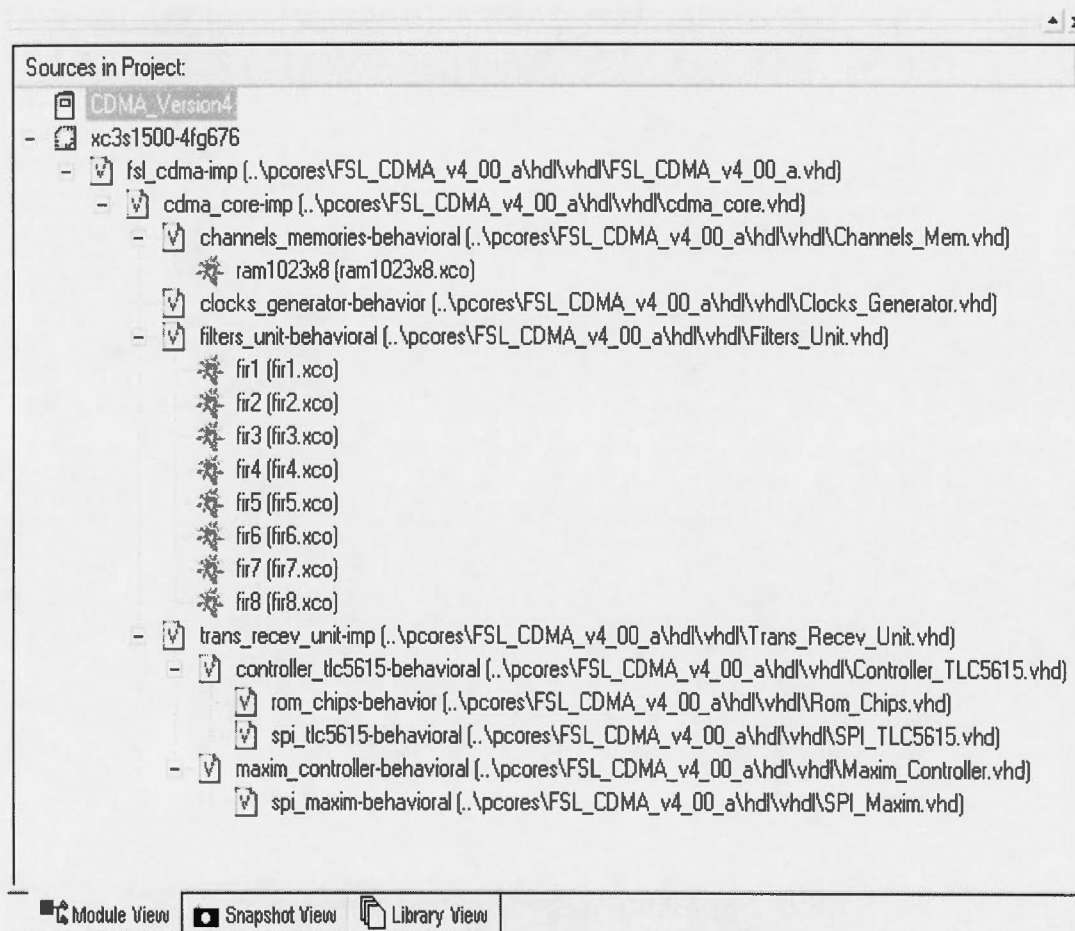 Sources in Project:
CDMA_Version4
xc3s1500-4fg676
fsl_cdma-imp (..\pcores\FSL_CDMA_v4_00_a\hdl\vhdl\FSL_CDMA_v4_00_a.vhd)
cdma_core-imp (..\pcores\FSL_CDMA_v4_00_a\hdl\vhdl\cdma_core.vhd)
channels_memories-behavioral (..\pcores\FSL_CDMA_v4_00_a\hdl\vhdl\Channels_Mem.vhd)
ram1023x8 (ram1023x8.xco)
clocks_generator-behavior (..\pcores\FSL_CDMA_v4_00_a\hdl\vhdl\Clocks_Generator.vhd)
filters_unit-behavioral (..\pcores\FSL_CDMA_v4_00_a\hdl\vhdl\Filters_Unit.vhd)
fir1 (fir1.xco)
fir2 (fir2.xco)
fir3 (fir3.xco)
fir4 (fir4.xco)
fir5 (fir5.xco)
fir6 (fir6.xco)
fir7 (fir7.xco)
fir8 (fir8.xco)
trans_recev_unit-imp (..\pcores\FSL_CDMA_v4_00_a\hdl\vhdl\Trans_Recev_Unit.vhd)
controller_tlc5615-behavioral (..\pcores\FSL_CDMA_v4_00_a\hdl\vhdl\Controller_TLC5615.vhd)
rom_chips-behavior (..\pcores\FSL_CDMA_v4_00_a\hdl\vhdl\Rom_Chips.vhd)
spi_tlc5615-behavioral (..\pcores\FSL_CDMA_v4_00_a\hdl\vhdl\SPI_TLC5615.vhd)
maxim_controller-behavioral (..\pcores\FSL_CDMA_v4_00_a\hdl\vhdl\Maxim_Controller.vhd)
spi_maxim-behavioral (..\pcores\FSL_CDMA_v4_00_a\hdl\vhdl\SPI_Maxim.vhd)
Module View Snapshot View Library View